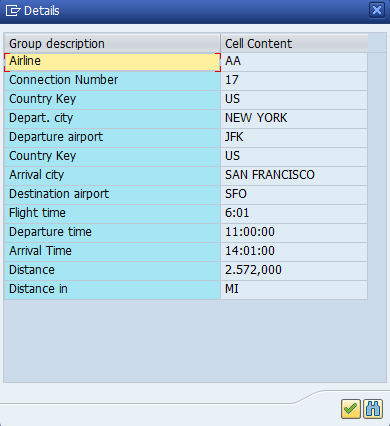 Details
Group description Cell Content
Airline AA
Connection Number 17
Country Key US
Depart. city NEW YORK
Departure airport JFK
Country Key US
Arrival city SAN FRANCISCO
Destination airport SFO
Flight time 6:01
Departure time 11:00:00
Arrival Time 14:01:00
Distance 2.572,000
Distance in MI